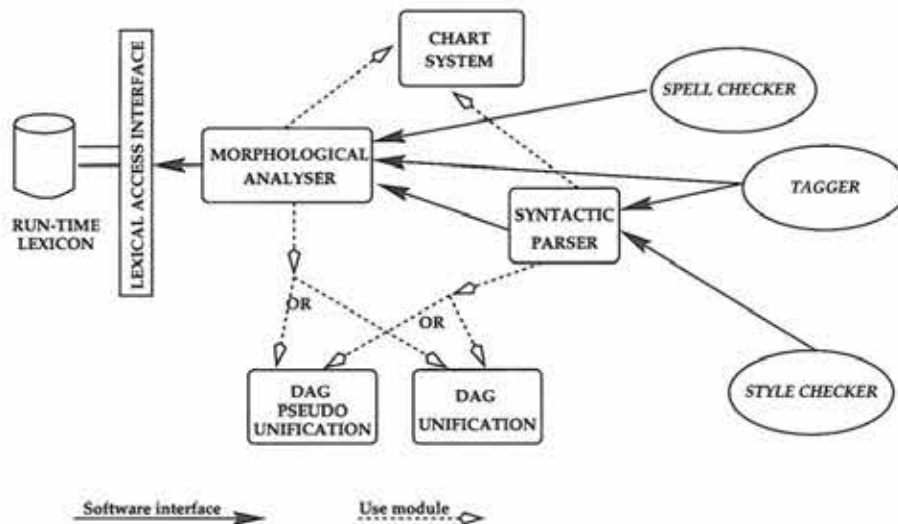 CHART
SYSTEM
SPELL CHECKER
LEXICAL ACCESS INTERFACE
MORPHOLOGICAL
ANALYSER
TAGGER
RUN-TIME
LEXICON
SYNTACTIC
PARSER
OR
OR
DAG
PSEUDO
UNIFICATION
DAG
UNIFICATION
STYLE CHECKER
Software interface
Use module